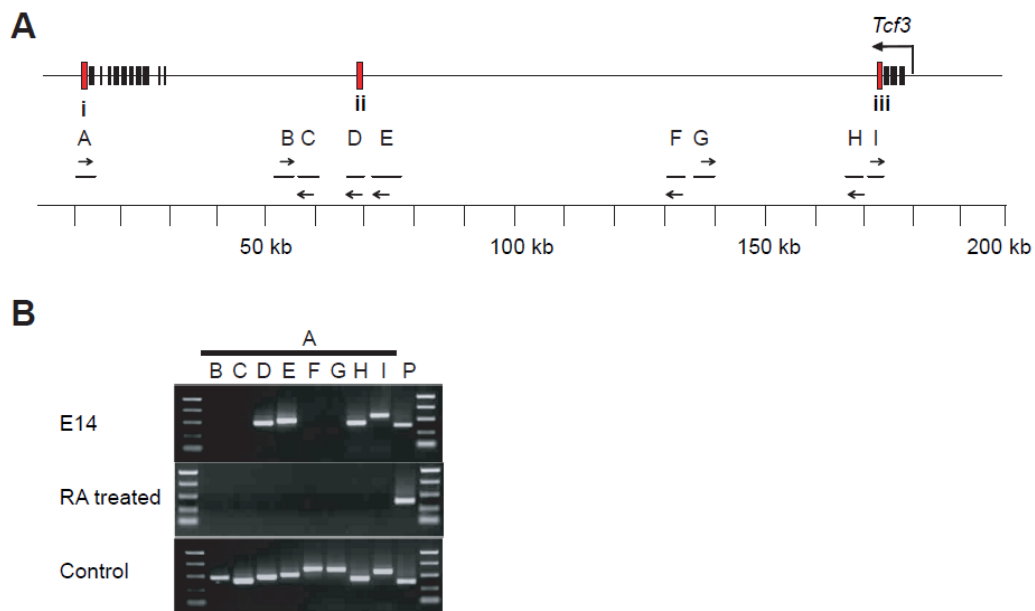 A
Tcf3
i ii iii
A B C D E F G H I
50 kb 100 kb 150 kb 200 kb
B
A
B C D E F G H I P
E14
RA treated
Control